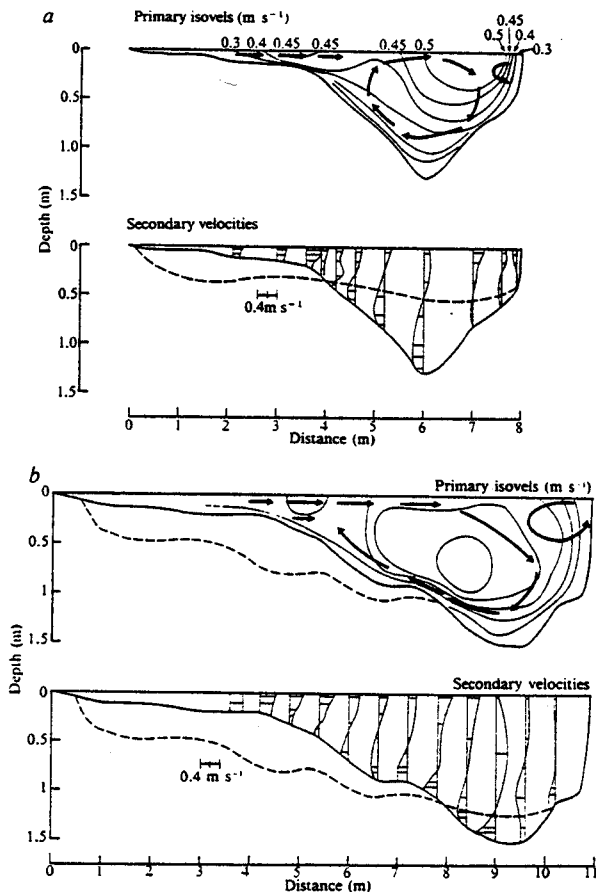 a
Primary isovels (m s⁻¹)
0.45
0.3 0.4 0.45 0.45 0.45 0.5 0.5 0.4
0.3
0
0.5
1.0
1.5
Depth (m)
Secondary velocities
0
0.5
0.4m s⁻¹
1.0
1.5
0 1 2 3 4 5 6 7 8
Distance (m)
b
Primary isovels (m s⁻¹)
0
0.5
1
1.5
Depth (m)
Secondary velocities
0
0.5
0.4 m s⁻¹
1
1.5
0 1 2 3 4 5 6 7 8 9 10 11
Distance (m)